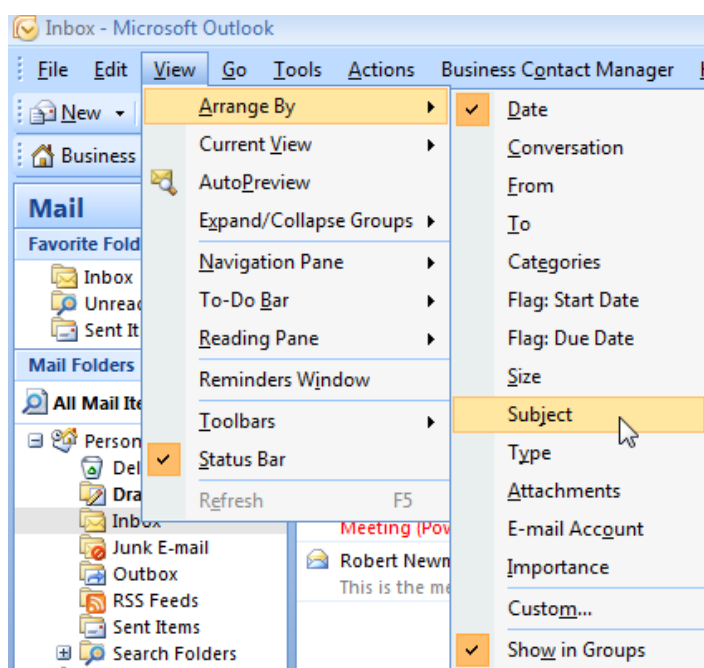 Inbox - Microsoft Outlook
File Edit View Go Tools Actions Business Contact Manager
New
Business
Mail
Favorite Fold
Inbox
Unread
Sent It
Mail Folders
All Mail Ite
Person
Del
Dra
Inbox
Junk E-mail
Outbox
RSS Feeds
Sent Items
Search Folders
Arrange By
Current View
AutoPreview
Expand/Collapse Groups
Navigation Pane
To-Do Bar
Reading Pane
Reminders Window
Toolbars
Status Bar
Refresh F5
Meeting (Pov
Robert Newm
This is the me
Date
Conversation
From
To
Categories
Flag: Start Date
Flag: Due Date
Size
Subject
Type
Attachments
E-mail Account
Importance
Custom...
Show in Groups